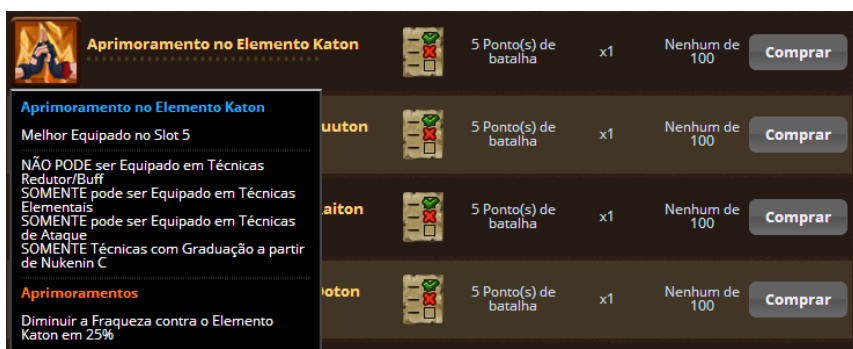 Aprimoramento no Elemento Katon
5 Ponto(s) de
batalha
x1
Nenhum de
100
Comprar
Aprimoramento no Elemento Katon
Melhor Equipado no Slot 5
NÃO PODE ser Equipado em Técnicas
Redutor/Buff
SOMENTE pode ser Equipado em Técnicas
Elementais
SOMENTE pode ser Equipado em Técnicas
de Ataque
SOMENTE Técnicas com Graduação a partir
de Nukenin C
Aprimoramentos
Diminuir a Fraqueza contra o Elemento
Katon em 25%
uuton
5 Ponto(s) de
batalha
x1
Nenhum de
100
Comprar
aiton
5 Ponto(s) de
batalha
x1
Nenhum de
100
Comprar
oton
5 Ponto(s) de
batalha
x1
Nenhum de
100
Comprar